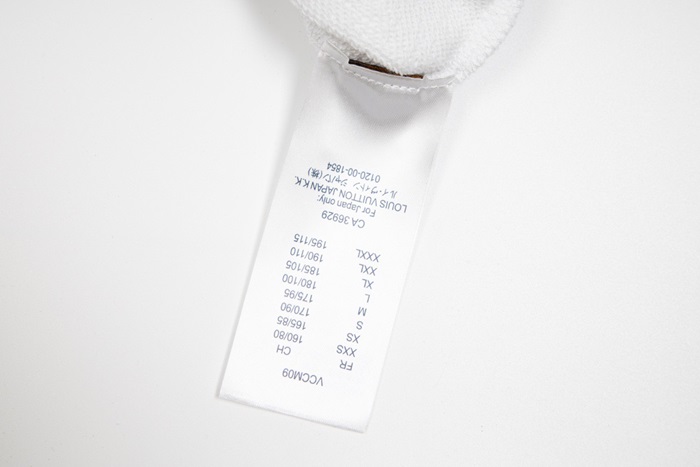 VCCM09
FR CH
XXS 160/80
XS 165/85
S 170/90
M 175/95
L 180/100
XL 185/105
XXL 190/110
XXXL 195/115
CA 36929
For Japan only:
LOUIS VUITTON JAPAN K.K.
ルイ・ヴィトン ジャパン(株)
0120-00-1854